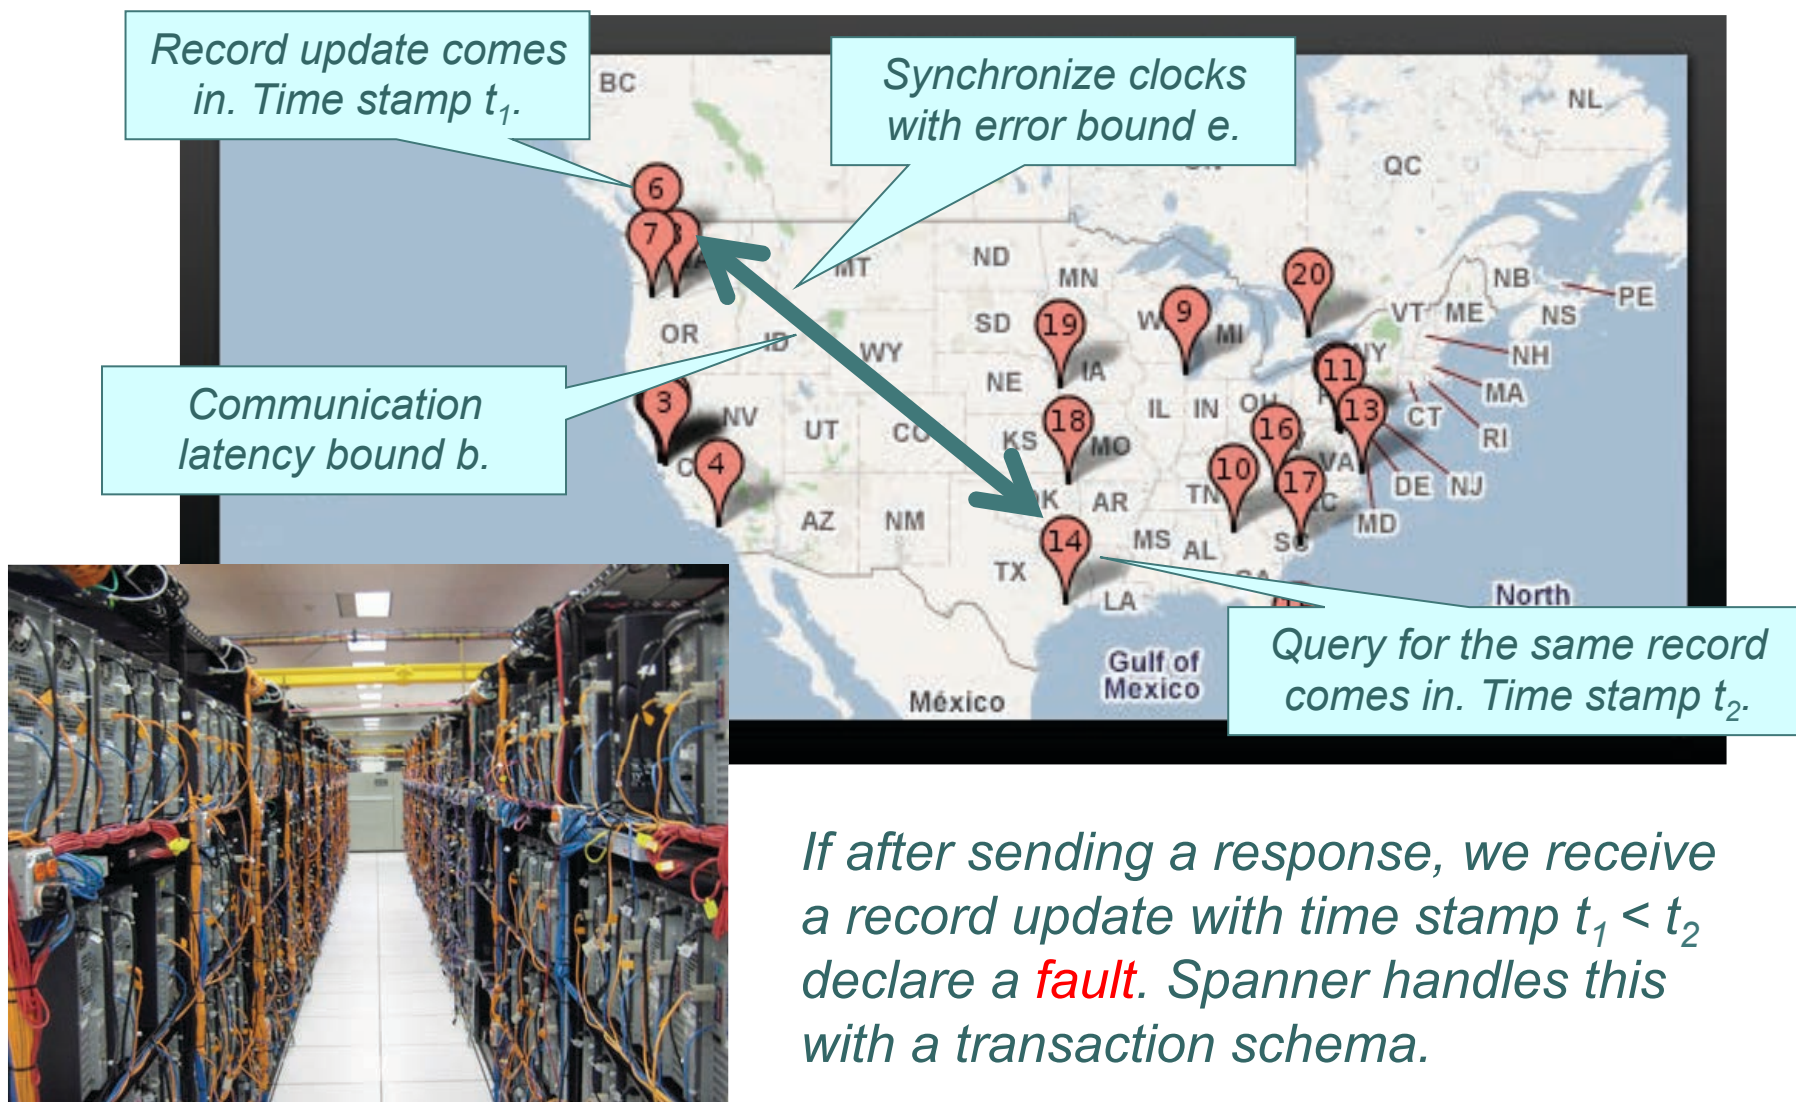 Record update comes
in. Time stamp t1.
Synchronize clocks
with error bound e.
BC
NL
QC
6
7
MT
ND
MN
20
NB
PE
OR
ID
WY
SD
19
W
9
MI
VT
ME
NS
NY
NH
Communication
latency bound b.
3
NV
UT
CO
NE
IA
IL
IN
OH
11
MA
13
CT
RI
4
KS
18
MO
16
VA
DE
NJ
AZ
NM
OK
AR
TN
10
17
MD
14
TX
MS
AL
SC
LA
North
Gulf of
Mexico
México
Query for the same record
comes in. Time stamp t2.
If after sending a response, we receive
a record update with time stamp t1 < t2
declare a fault. Spanner handles this
with a transaction schema.